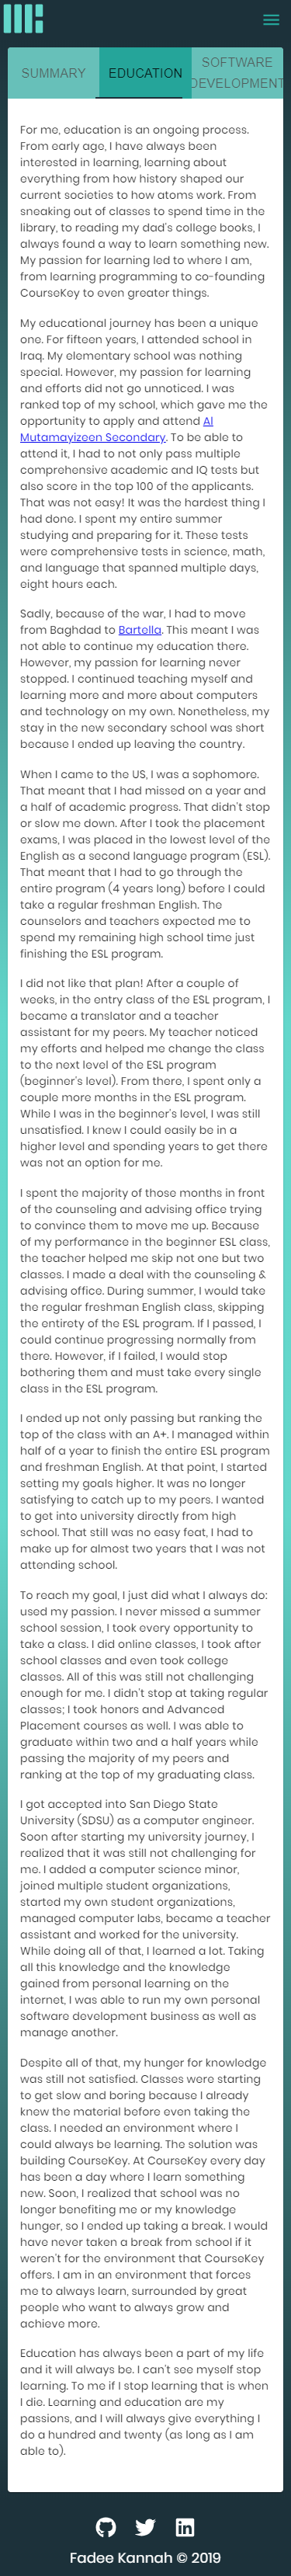 SUMMARY
EDUCATION
SOFTWARE
DEVELOPMENT
For me, education is an ongoing process.
From early age, I have always been
interested in learning, learning about
everything from how history shaped our
current societies to how atoms work. From
sneaking out of classes to spend time in the
library, to reading my dad's college books, I
always found a way to learn something new.
My passion for learning led to where I am,
from learning programming to co-founding
CourseKey to even greater things.
My educational journey has been a unique
one. For fifteen years, I attended school in
Iraq. My elementary school was nothing
special. However, my passion for learning
and efforts did not go unnoticed. I was
ranked top of my school, which gave me the
opportunity to apply and attend Al
Mutamayizeen Secondary. To be able to
attend it, I had to not only pass multiple
comprehensive academic and IQ tests but
also score in the top 100 of the applicants.
That was not easy! It was the hardest thing I
had done. I spent my entire summer
studying and preparing for it. These tests
were comprehensive tests in science, math,
and language that spanned multiple days,
eight hours each.
Sadly, because of the war, I had to move
from Baghdad to Bartella. This meant I was
not able to continue my education there.
However, my passion for learning never
stopped. I continued teaching myself and
learning more and more about computers
and technology on my own. Nonetheless, my
stay in the new secondary school was short
because I ended up leaving the country.
When I came to the US, I was a sophomore.
That meant that I had missed on a year and
a half of academic progress. That didn't stop
or slow me down. After I took the placement
exams, I was placed in the lowest level of the
English as a second language program (ESL).
That meant that I had to go through the
entire program (4 years long) before I could
take a regular freshman English. The
counselors and teachers expected me to
spend my remaining high school time just
finishing the ESL program.
I did not like that plan! After a couple of
weeks, in the entry class of the ESL program, I
became a translator and a teacher
assistant for my peers. My teacher noticed
my efforts and helped me change the class
to the next level of the ESL program
(beginner's level). From there, I spent only a
couple more months in the ESL program.
While I was in the beginner's level, I was still
unsatisfied. I knew I could easily be in a
higher level and spending years to get there
was not an option for me.
I spent the majority of those months in front
of the counseling and advising office trying
to convince them to move me up. Because
of my performance in the beginner ESL class,
the teacher helped me skip not one but two
classes. I made a deal with the counseling &
advising office. During summer, I would take
the regular freshman English class, skipping
the entirety of the ESL program. If I passed, I
could continue progressing normally from
there. However, if I failed, I would stop
bothering them and must take every single
class in the ESL program.
I ended up not only passing but ranking the
top of the class with an A+. I managed within
half of a year to finish the entire ESL program
and freshman English. At that point, I started
setting my goals higher. It was no longer
satisfying to catch up to my peers. I wanted
to get into university directly from high
school. That still was no easy feat, I had to
make up for almost two years that I was not
attending school.
To reach my goal, I just did what I always do:
used my passion. I never missed a summer
school session, I took every opportunity to
take a class. I did online classes, I took after
school classes and even took college
classes. All of this was still not challenging
enough for me. I didn't stop at taking regular
classes; I took honors and Advanced
Placement courses as well. I was able to
graduate within two and a half years while
passing the majority of my peers and
ranking at the top of my graduating class.
I got accepted into San Diego State
University (SDSU) as a computer engineer.
Soon after starting my university journey, I
realized that it was still not challenging for
me. I added a computer science minor,
joined multiple student organizations,
started my own student organizations,
managed computer labs, became a teacher
assistant and worked for the university.
While doing all of that, I learned a lot. Taking
all this knowledge and the knowledge
gained from personal learning on the
internet, I was able to run my own personal
software development business as well as
manage another.
Despite all of that, my hunger for knowledge
was still not satisfied. Classes were starting
to get slow and boring because I already
knew the material before even taking the
class. I needed an environment where I
could always be learning. The solution was
building CourseKey. At CourseKey every day
has been a day where I learn something
new. Soon, I realized that school was no
longer benefiting me or my knowledge
hunger, so I ended up taking a break. I would
have never taken a break from school if it
weren't for the environment that CourseKey
offers. I am in an environment that forces
me to always learn, surrounded by great
people who want to always grow and
achieve more.
Education has always been a part of my life
and it will always be. I can't see myself stop
learning. To me if I stop learning that is when
I die. Learning and education are my
passions, and I will always give everything I
do a hundred and twenty (as long as I am
able to).
Fadee Kannah © 2019